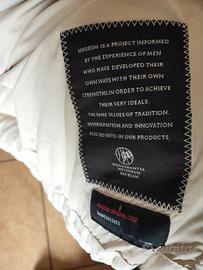 MUSEUM IS A PROJECT INFORMED
BY THE EXPERIENCE OF MEN
WHO HAVE DEVELOPED THEIR
OWN WAYS WITH THEIR OWN
STRENGTHS IN ORDER TO ACHIEVE
THEIR VERY IDEALS.
THE SAME VALUES OF TRADITION,
DETERMINATION AND INNOVATION
ALSO GO INTO OUR PRODUCTS.
MUSEUM